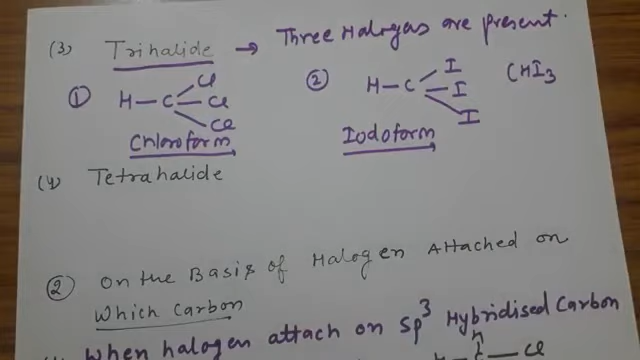 (3) Trihalide → Three Halogens are present.
① H—C—Cl Cl Cl ② H—C—I I I CHI3
Chloroform Iodoform
(4) Tetrahalide
② On the Basis of Halogen Attached on
Which Carbon
When halogen attach on Sp3 Hybridised Carbon
Cl